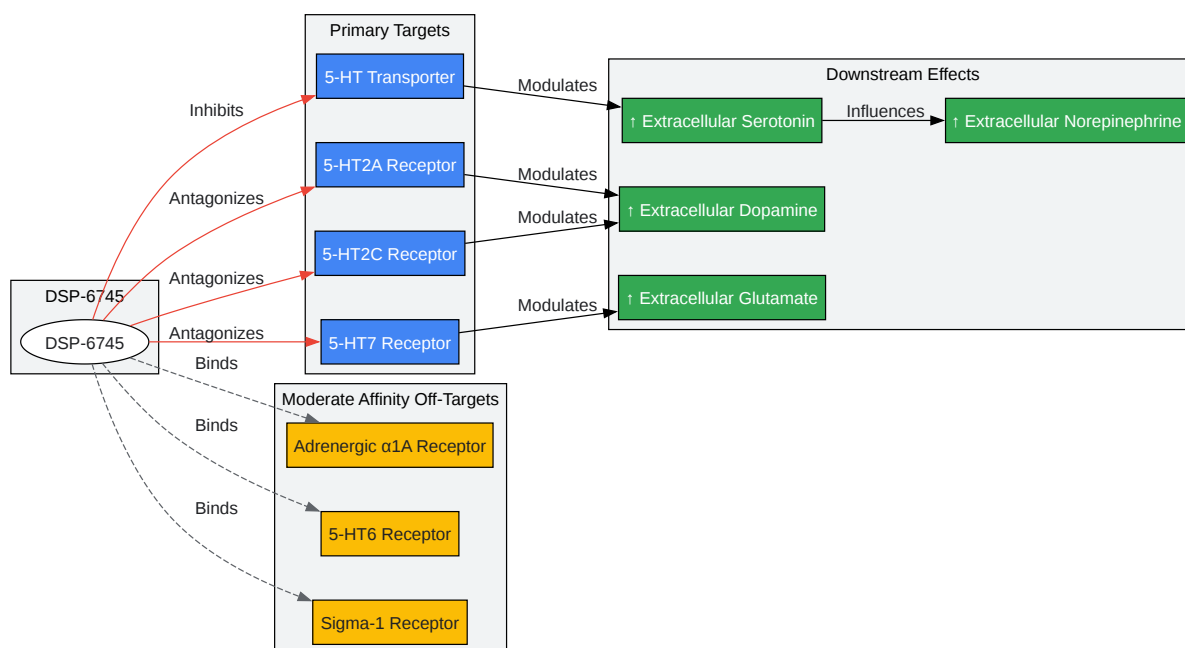 Primary Targets
5-HT Transporter
Modulates
Downstream Effects
Inhibits
↑ Extracellular Serotonin
Influences
↑ Extracellular Norepinephrine
5-HT2A Receptor
Modulates
Antagonizes
↑ Extracellular Dopamine
Modulates
5-HT2C Receptor
Antagonizes
DSP-6745
↑ Extracellular Glutamate
Modulates
Antagonizes
DSP-6745
5-HT7 Receptor
Binds
Moderate Affinity Off-Targets
Binds
Adrenergic α1A Receptor
Binds
5-HT6 Receptor
Sigma-1 Receptor